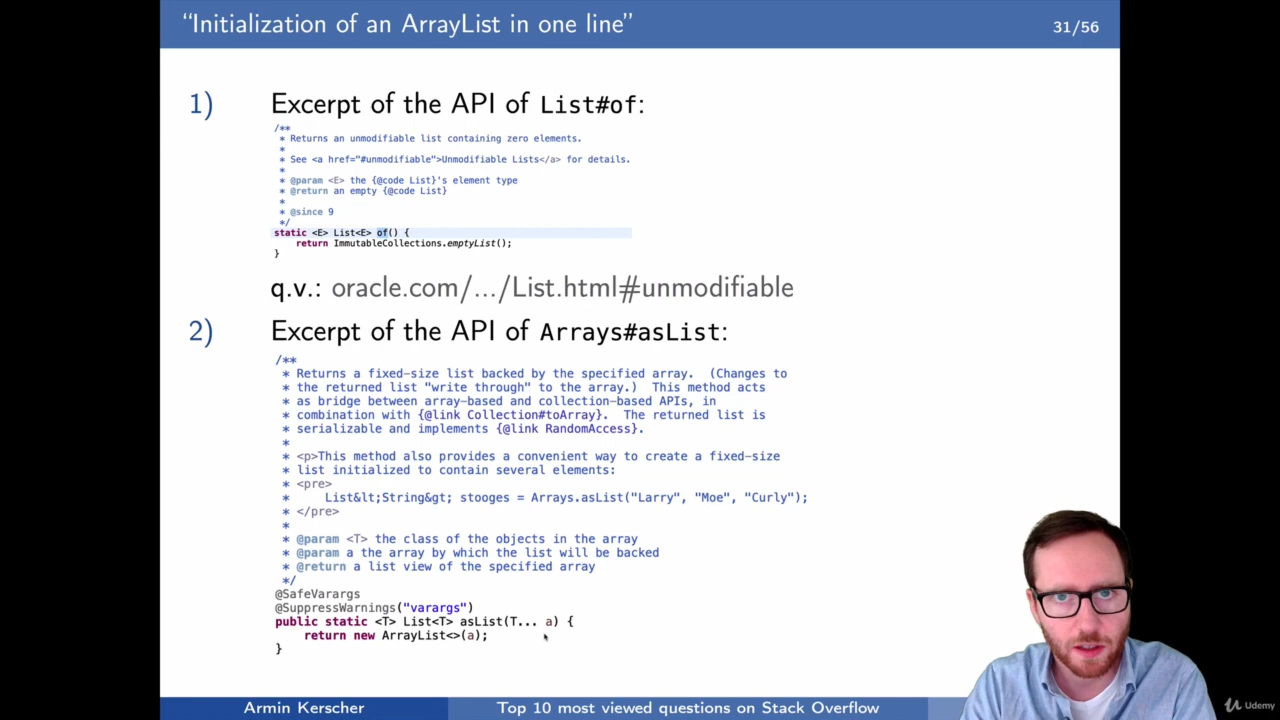 “Initialization of an ArrayList in one line”
31/56
1) Excerpt of the API of List#of:
/**
* Returns an unmodifiable list containing zero elements.
*
* See <a href="#unmodifiable">Unmodifiable Lists</a> for details.
*
* @param <E> the {@code List}'s element type
* @return an empty {@code List}
*
* @since 9
*/
static <E> List<E> of() {
return ImmutableCollections.emptyList();
}
q.v.: oracle.com/.../List.html#unmodifiable
2) Excerpt of the API of Arrays#asList:
/**
* Returns a fixed-size list backed by the specified array.  (Changes to
* the returned list "write through" to the array.)  This method acts
* as bridge between array-based and collection-based APIs, in
* combination with {@link Collection#toArray}.  The returned list is
* serializable and implements {@link RandomAccess}.
*
* <p>This method also provides a convenient way to create a fixed-size
* list initialized to contain several elements:
* <pre>
*     List&lt;String&gt; stooges = Arrays.asList("Larry", "Moe", "Curly");
* </pre>
*
* @param <T> the class of the objects in the array
* @param a the array by which the list will be backed
* @return a list view of the specified array
*/
@SafeVarargs
@SuppressWarnings("varargs")
public static <T> List<T> asList(T... a) {
return new ArrayList<>(a);
}
Armin Kerscher
Top 10 most viewed questions on Stack Overflow
Udemy